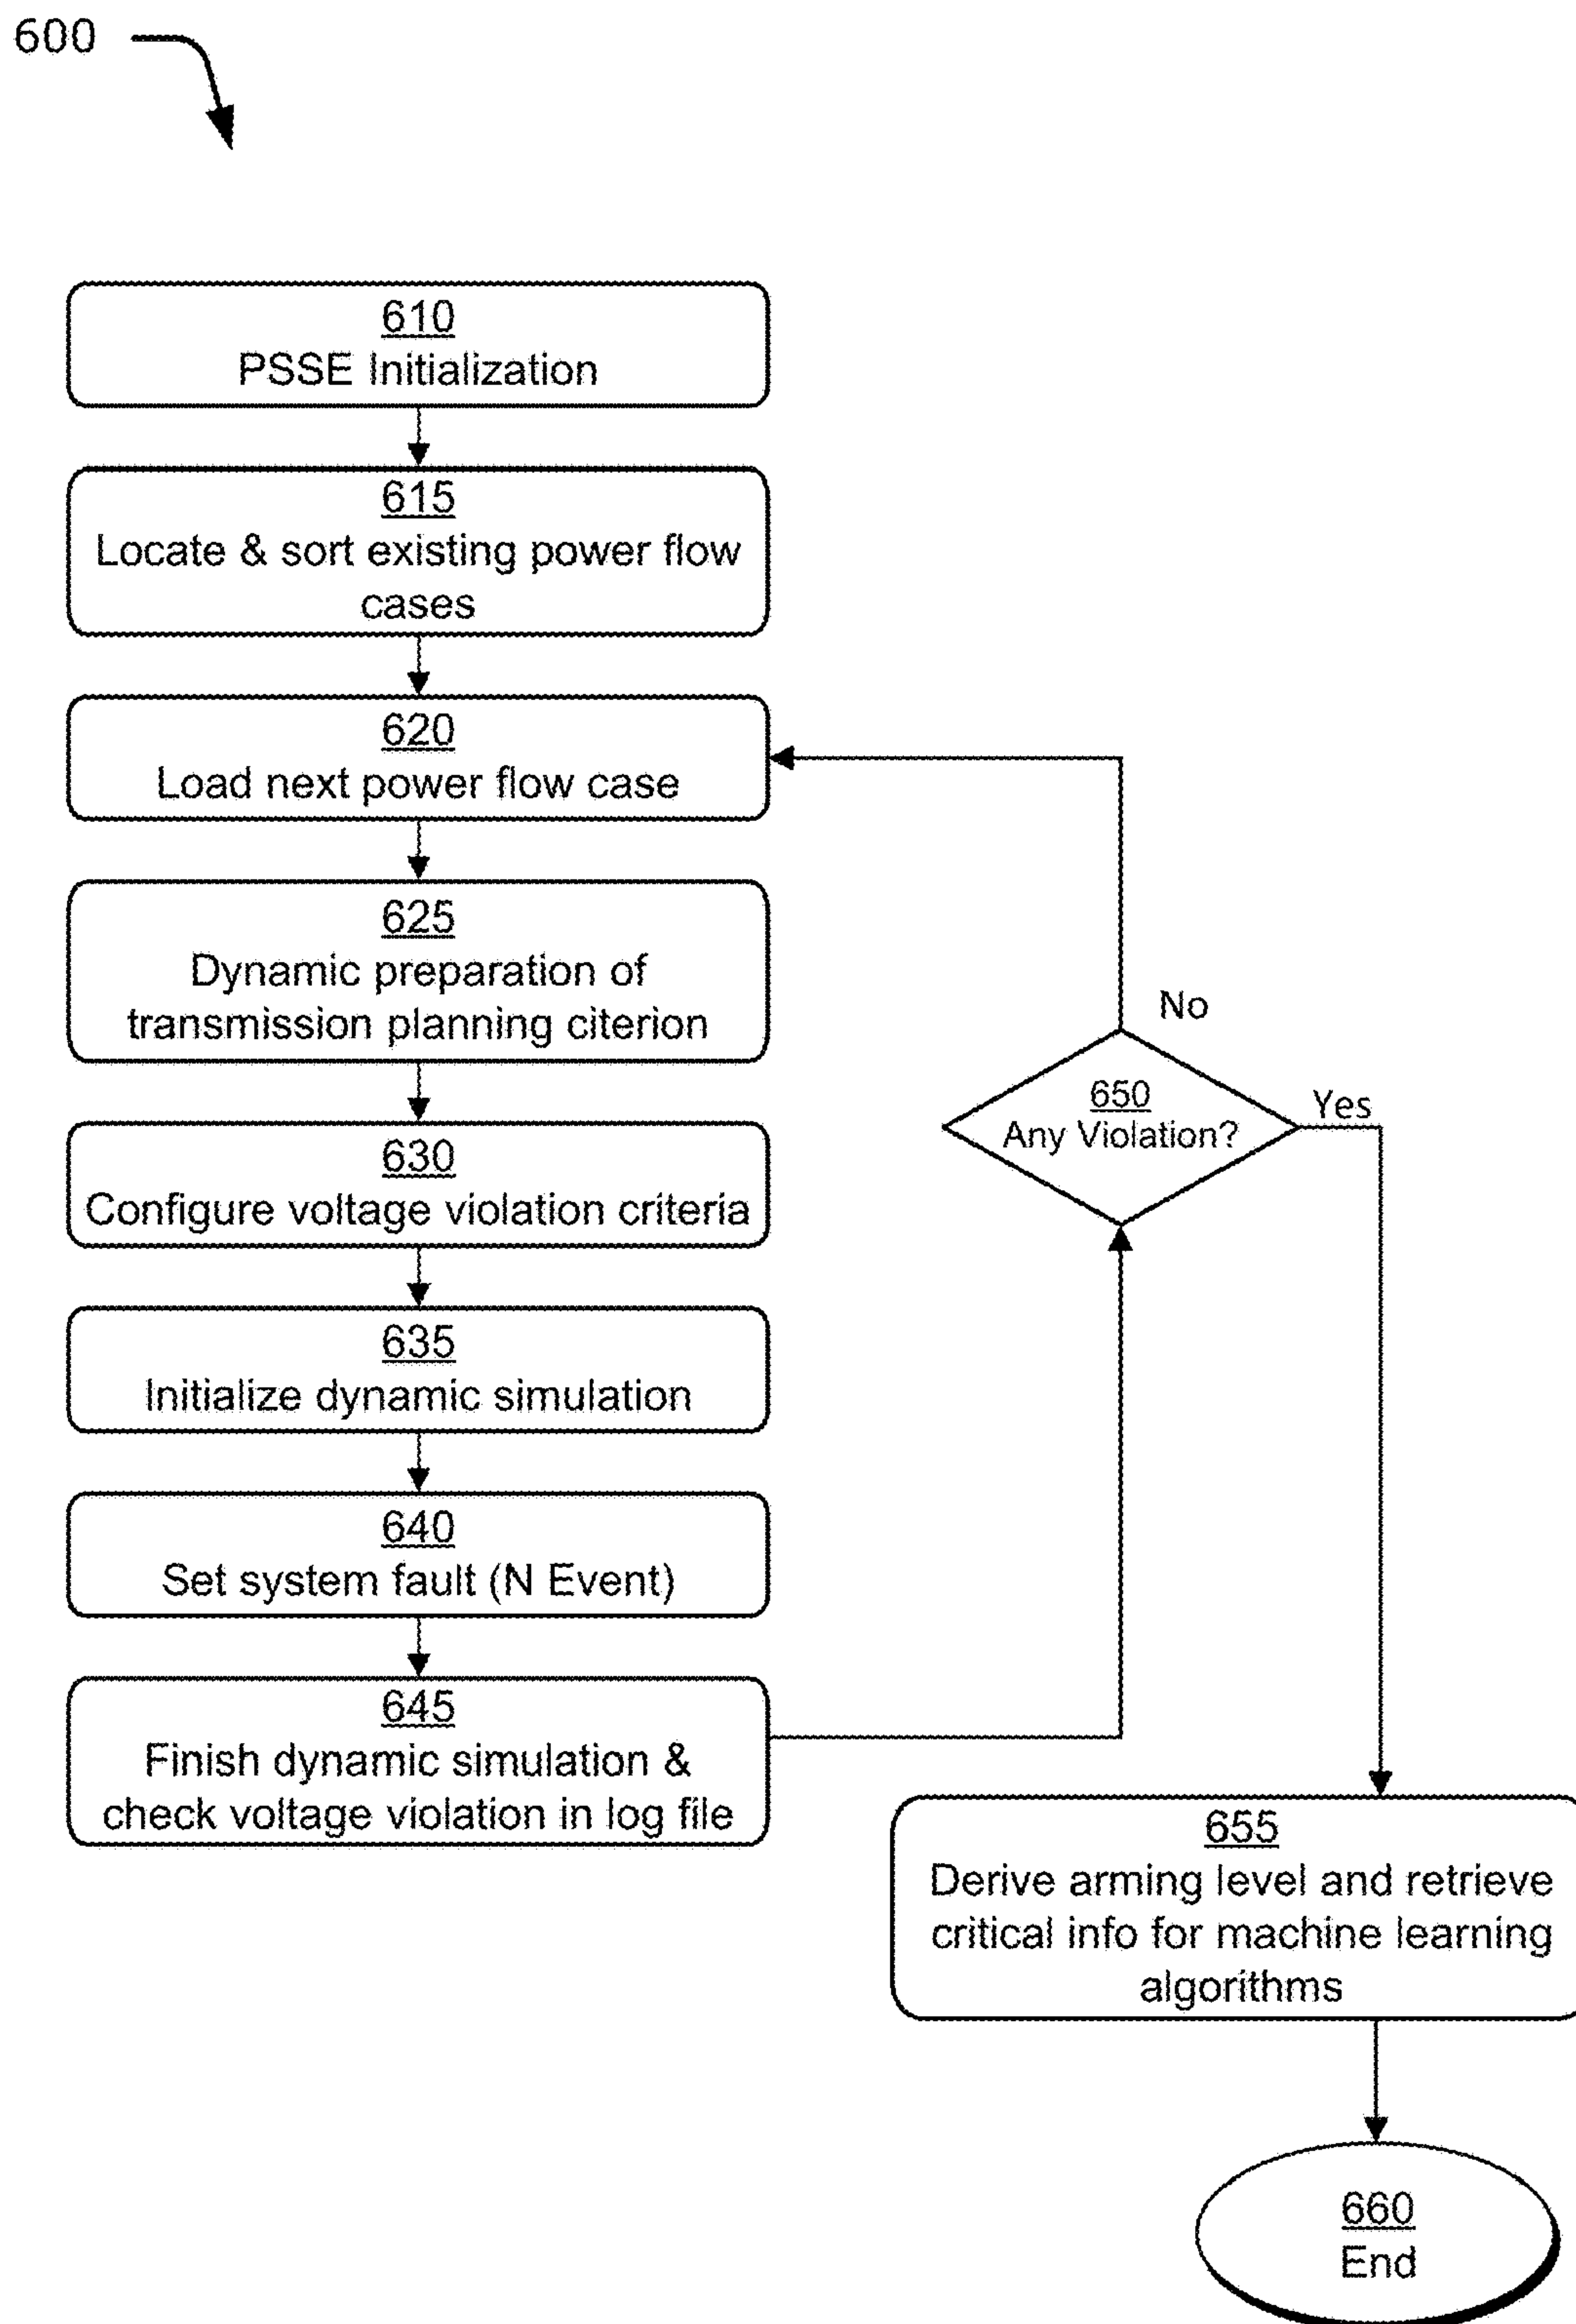 600
610
PSSE Initialization
615
Locate & sort existing power flow
cases
620
Load next power flow case
625
Dynamic preparation of
transmission planning citerion
630
Configure voltage violation criteria
635
Initialize dynamic simulation
640
Set system fault (N Event)
645
Finish dynamic simulation &
check voltage violation in log file
No
650
Any Violation?
Yes
655
Derive arming level and retrieve
critical info for machine learning
algorithms
660
End